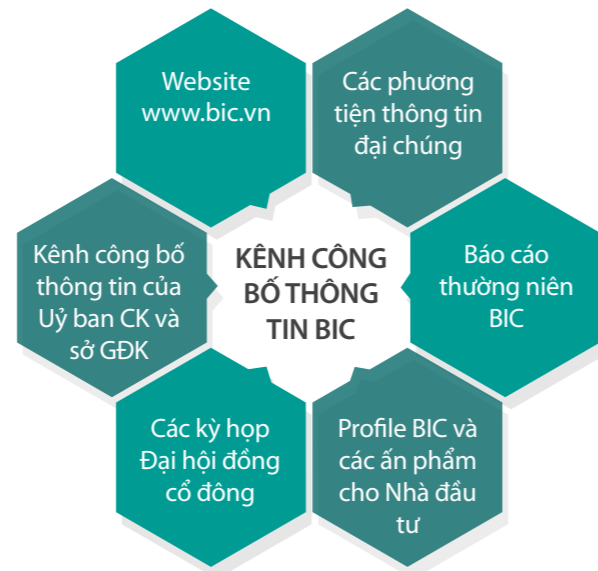 Website
www.bic.vn
Các phương
tiện thông tin
đại chúng
Kênh công bố
thông tin của
Uỷ ban CK và
sở GĐK
KÊNH CÔNG
BỐ THÔNG
TIN BIC
Báo cáo
thường niên
BIC
Các kỳ họp
Đại hội đồng
cổ đông
Profile BIC và
các ấn phẩm
cho Nhà đầu
tư